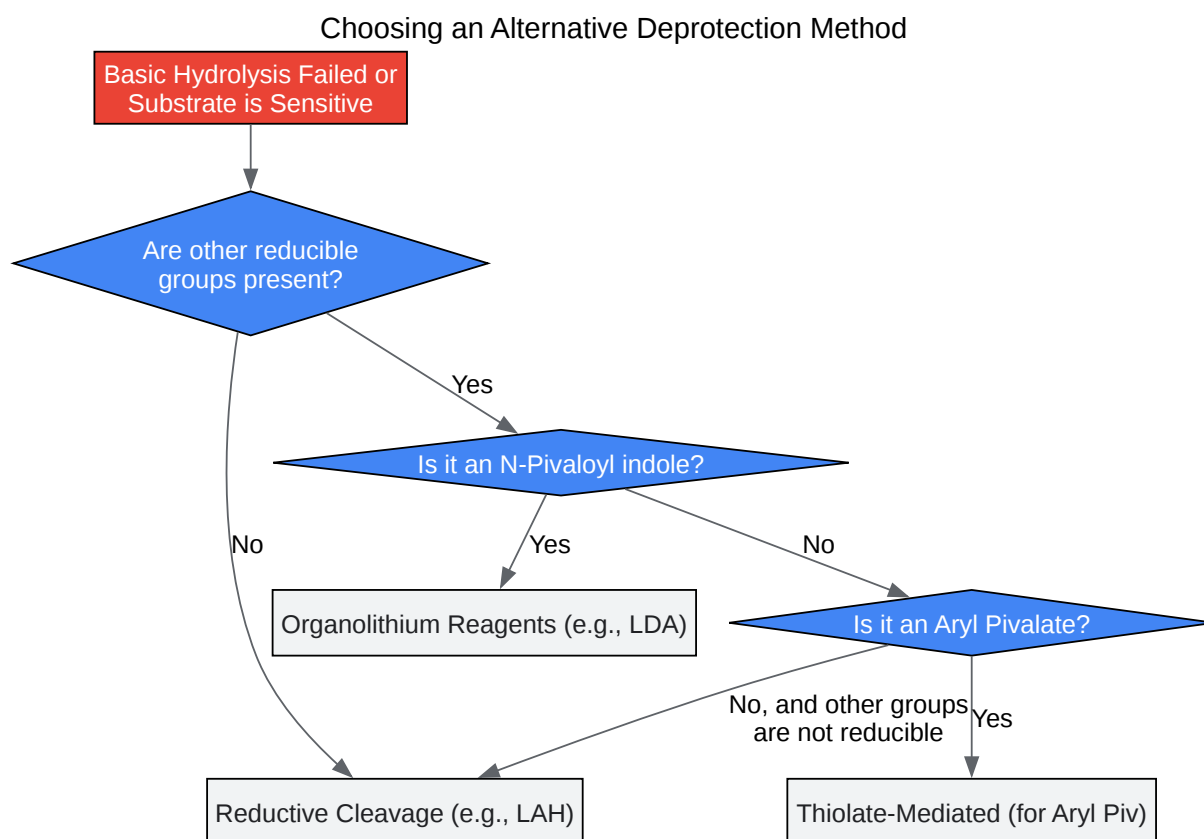 Choosing an Alternative Deprotection Method
Basic Hydrolysis Failed or
Substrate is Sensitive
Are other reducible
groups present?
Yes
Is it an N-Pivaloyl indole?
No
Yes
No
Organolithium Reagents (e.g., LDA)
Is it an Aryl Pivalate?
No, and other groups
are not reducible
Yes
Reductive Cleavage (e.g., LAH)
Thiolate-Mediated (for Aryl Piv)